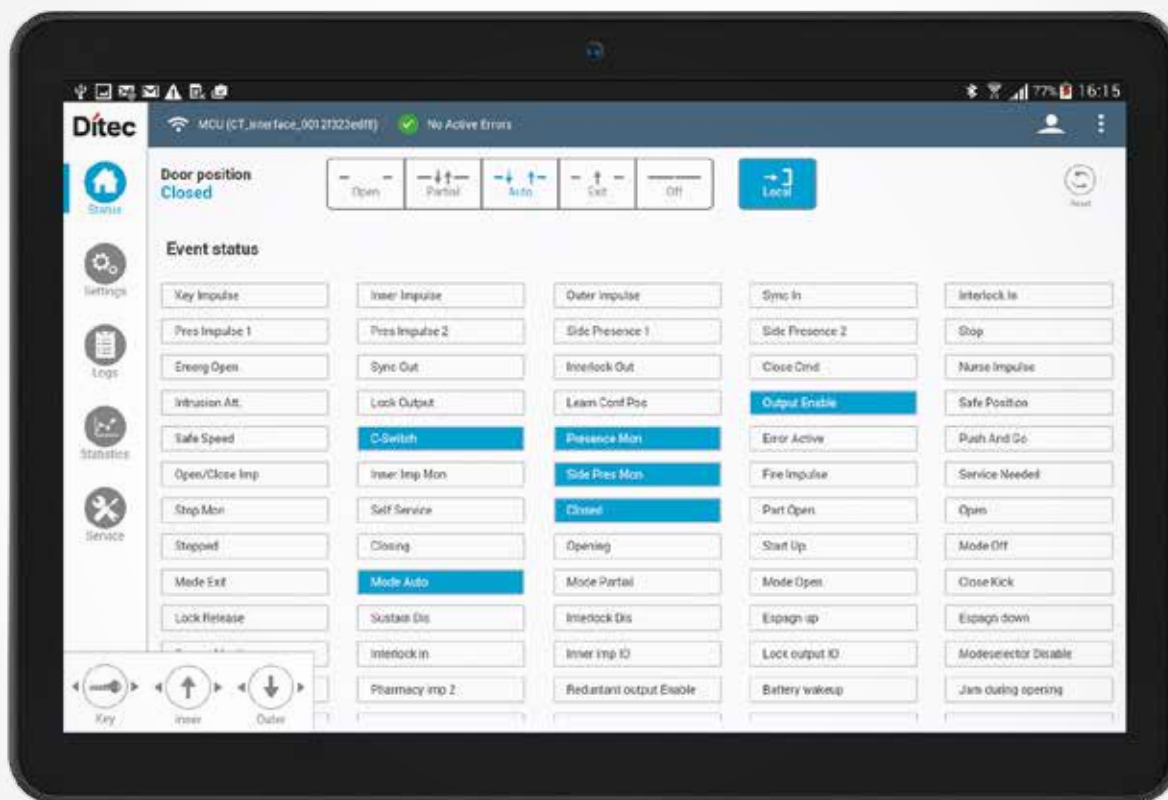 77% 16:15
Ditec MCU No Active Errors
Door position
Closed
Open Partial Auto Exit Off Local
Reset
Status
Event status
Settings
Key Impulse Inner Impulse Outer Impulse Sync In Interlock In
Pres Impulse 1 Pres Impulse 2 Side Presence 1 Side Presence 2 Stop
Logs
Emerg Open Sync Out Interlock Out Close Cmd Nurse Impulse
Intrusion Att. Lock Output Learn Conf Pos Output Enable Safe Position
Statistics
Safe Speed C-Switch Presence Mon Error Active Push And Go
Open/Close Imp Inner Imp Mon Side Pres Mon Fire Impulse Service Needed
Stop Mon Self Service Closed Part Open Open
Service
Stopped Closing Opening Start Up Mode Off
Mode Exit Mode Auto Mode Partial Mode Open Close Kick
Lock Release Sustain Dis Interlock Dis Espagn up Espagn down
Interlock in Inner imp IO Lock output IO Modeselector Disable
Pharmacy imp 2 Redantant output Enable Battery wakeup Jam during opening
Key Inner Outer